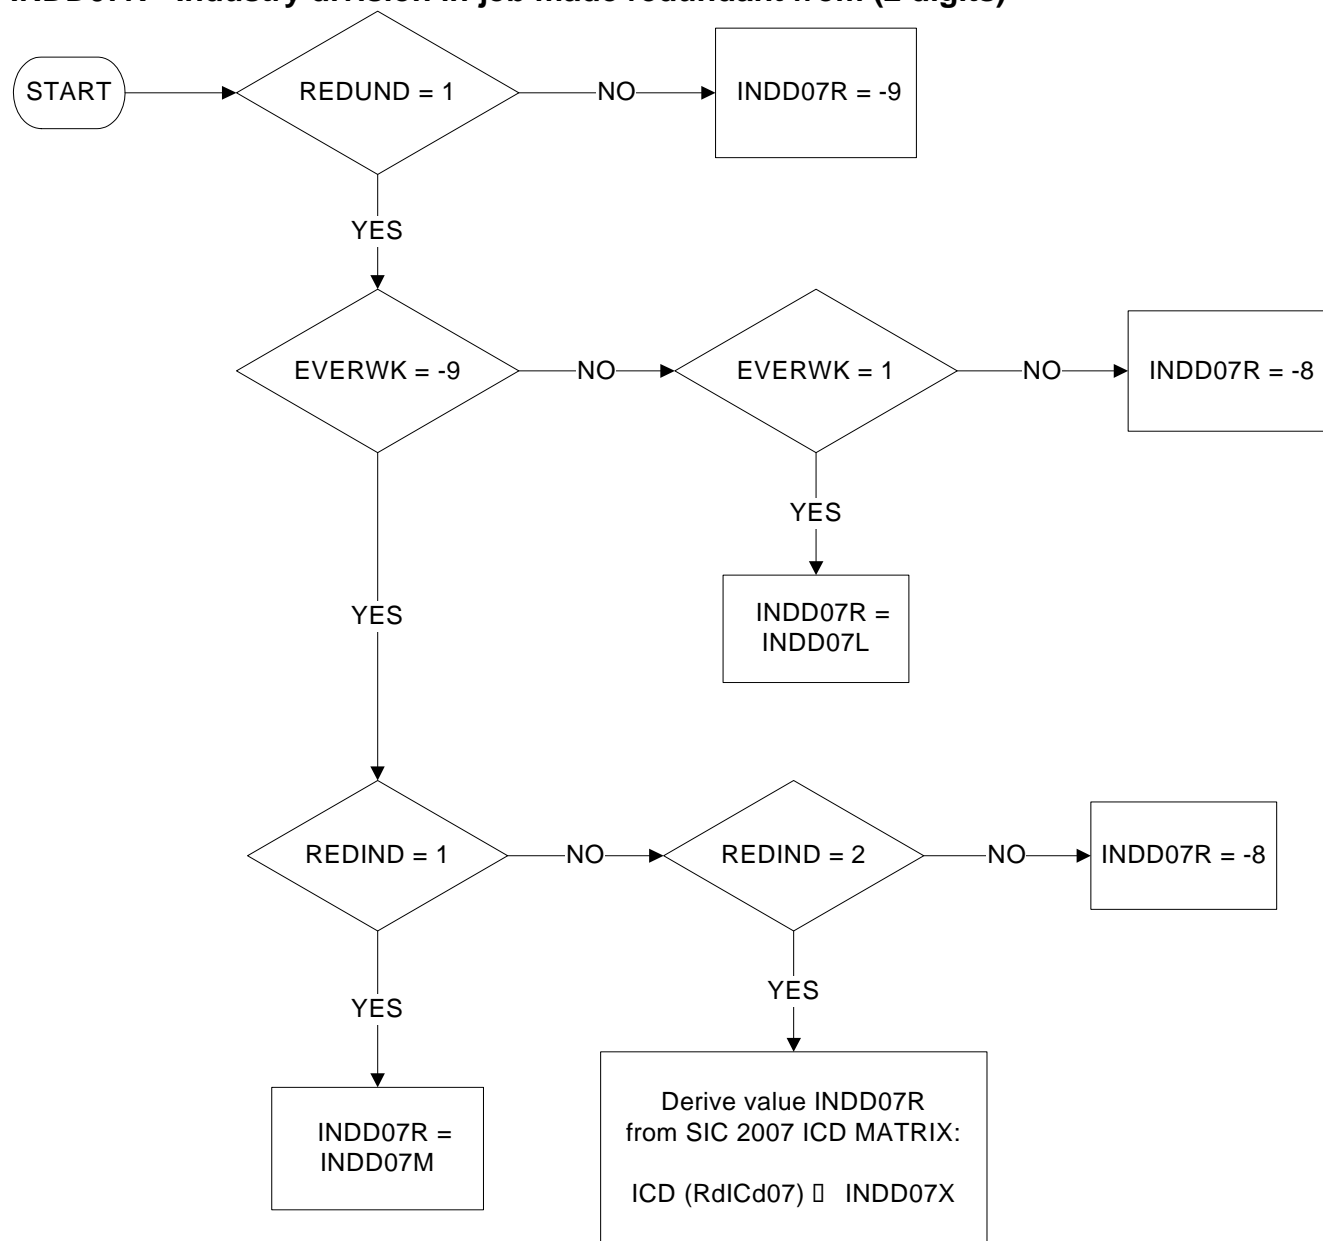 START
REDUND = 1
NO
INDD07R = -9
YES
EVERWK = -9
NO
EVERWK = 1
NO
INDD07R = -8
YES
INDD07R =
INDD07L
YES
REDIND = 1
NO
REDIND = 2
NO
INDD07R = -8
YES
INDD07R =
INDD07M
YES
Derive value INDD07R
from SIC 2007 ICD MATRIX:
ICD (RdICd07) ▯ INDD07X